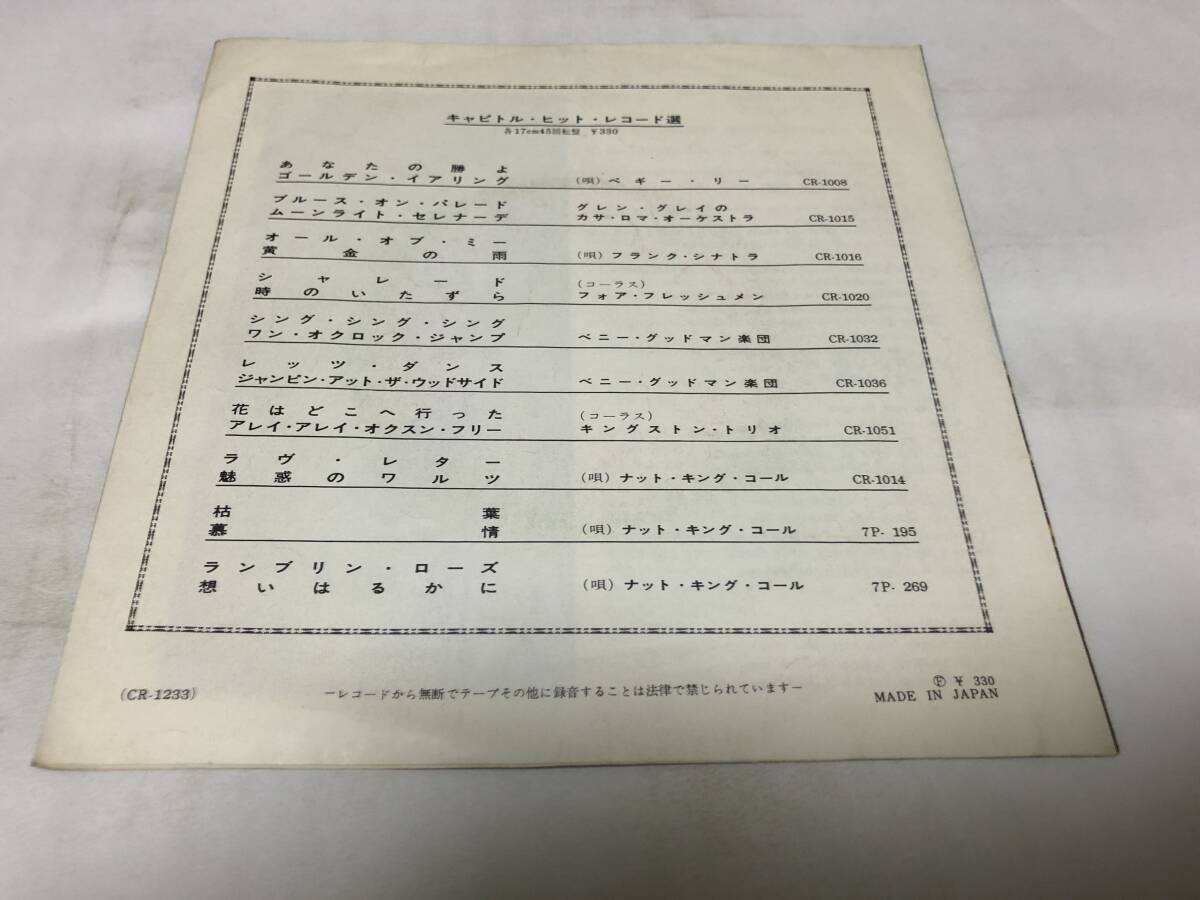 キャピトル・ヒット・レコード選
各17cm45回転盤 ¥330
あなたの勝よ
ゴールデン・イアリング (唄) ペギー・リー CR-1008
ブルース・オン・パレード グレン・グレイの
ムーンライト・セレナーデ カサ・ロマ・オーケストラ CR-1015
オール・オブ・ミー
黄金の雨 (唄) フランク・シナトラ CR-1016
シャレード (コーラス)
時のいたずら フォア・フレッシュメン CR-1020
シング・シング・シング
ワン・オクロック・ジャンプ ベニー・グッドマン楽団 CR-1032
レッツ・ダンス
ジャンピン・アット・ザ・ウッドサイド ベニー・グッドマン楽団 CR-1036
花はどこへ行った (コーラス)
アレイ・アレイ・オクスン・フリー キングストン・トリオ CR-1051
ラヴ・レター
魅惑のワルツ (唄) ナット・キング・コール CR-1014
枯葉
慕情 (唄) ナット・キング・コール 7P- 195
ランブリン・ローズ
想いはるかに (唄) ナット・キング・コール 7P- 269
(CR-1233) ーレコードから無断でテープその他に録音することは法律で禁じられていますー Ⓟ ¥ 330
MADE IN JAPAN